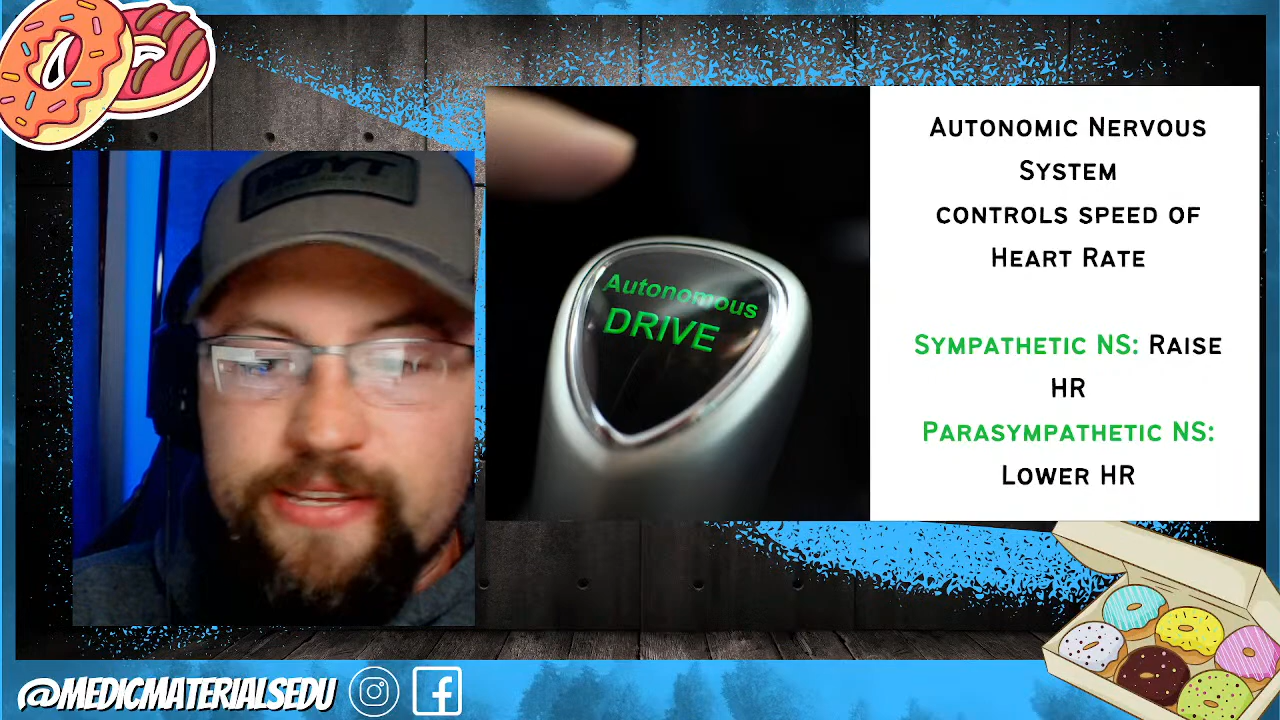 Autonomous
DRIVE
AUTONOMIC NERVOUS
SYSTEM
CONTROLS SPEED OF
HEART RATE
SYMPATHETIC NS: RAISE
HR
PARASYMPATHETIC NS:
LOWER HR
@MEDICMATERIALSEDU